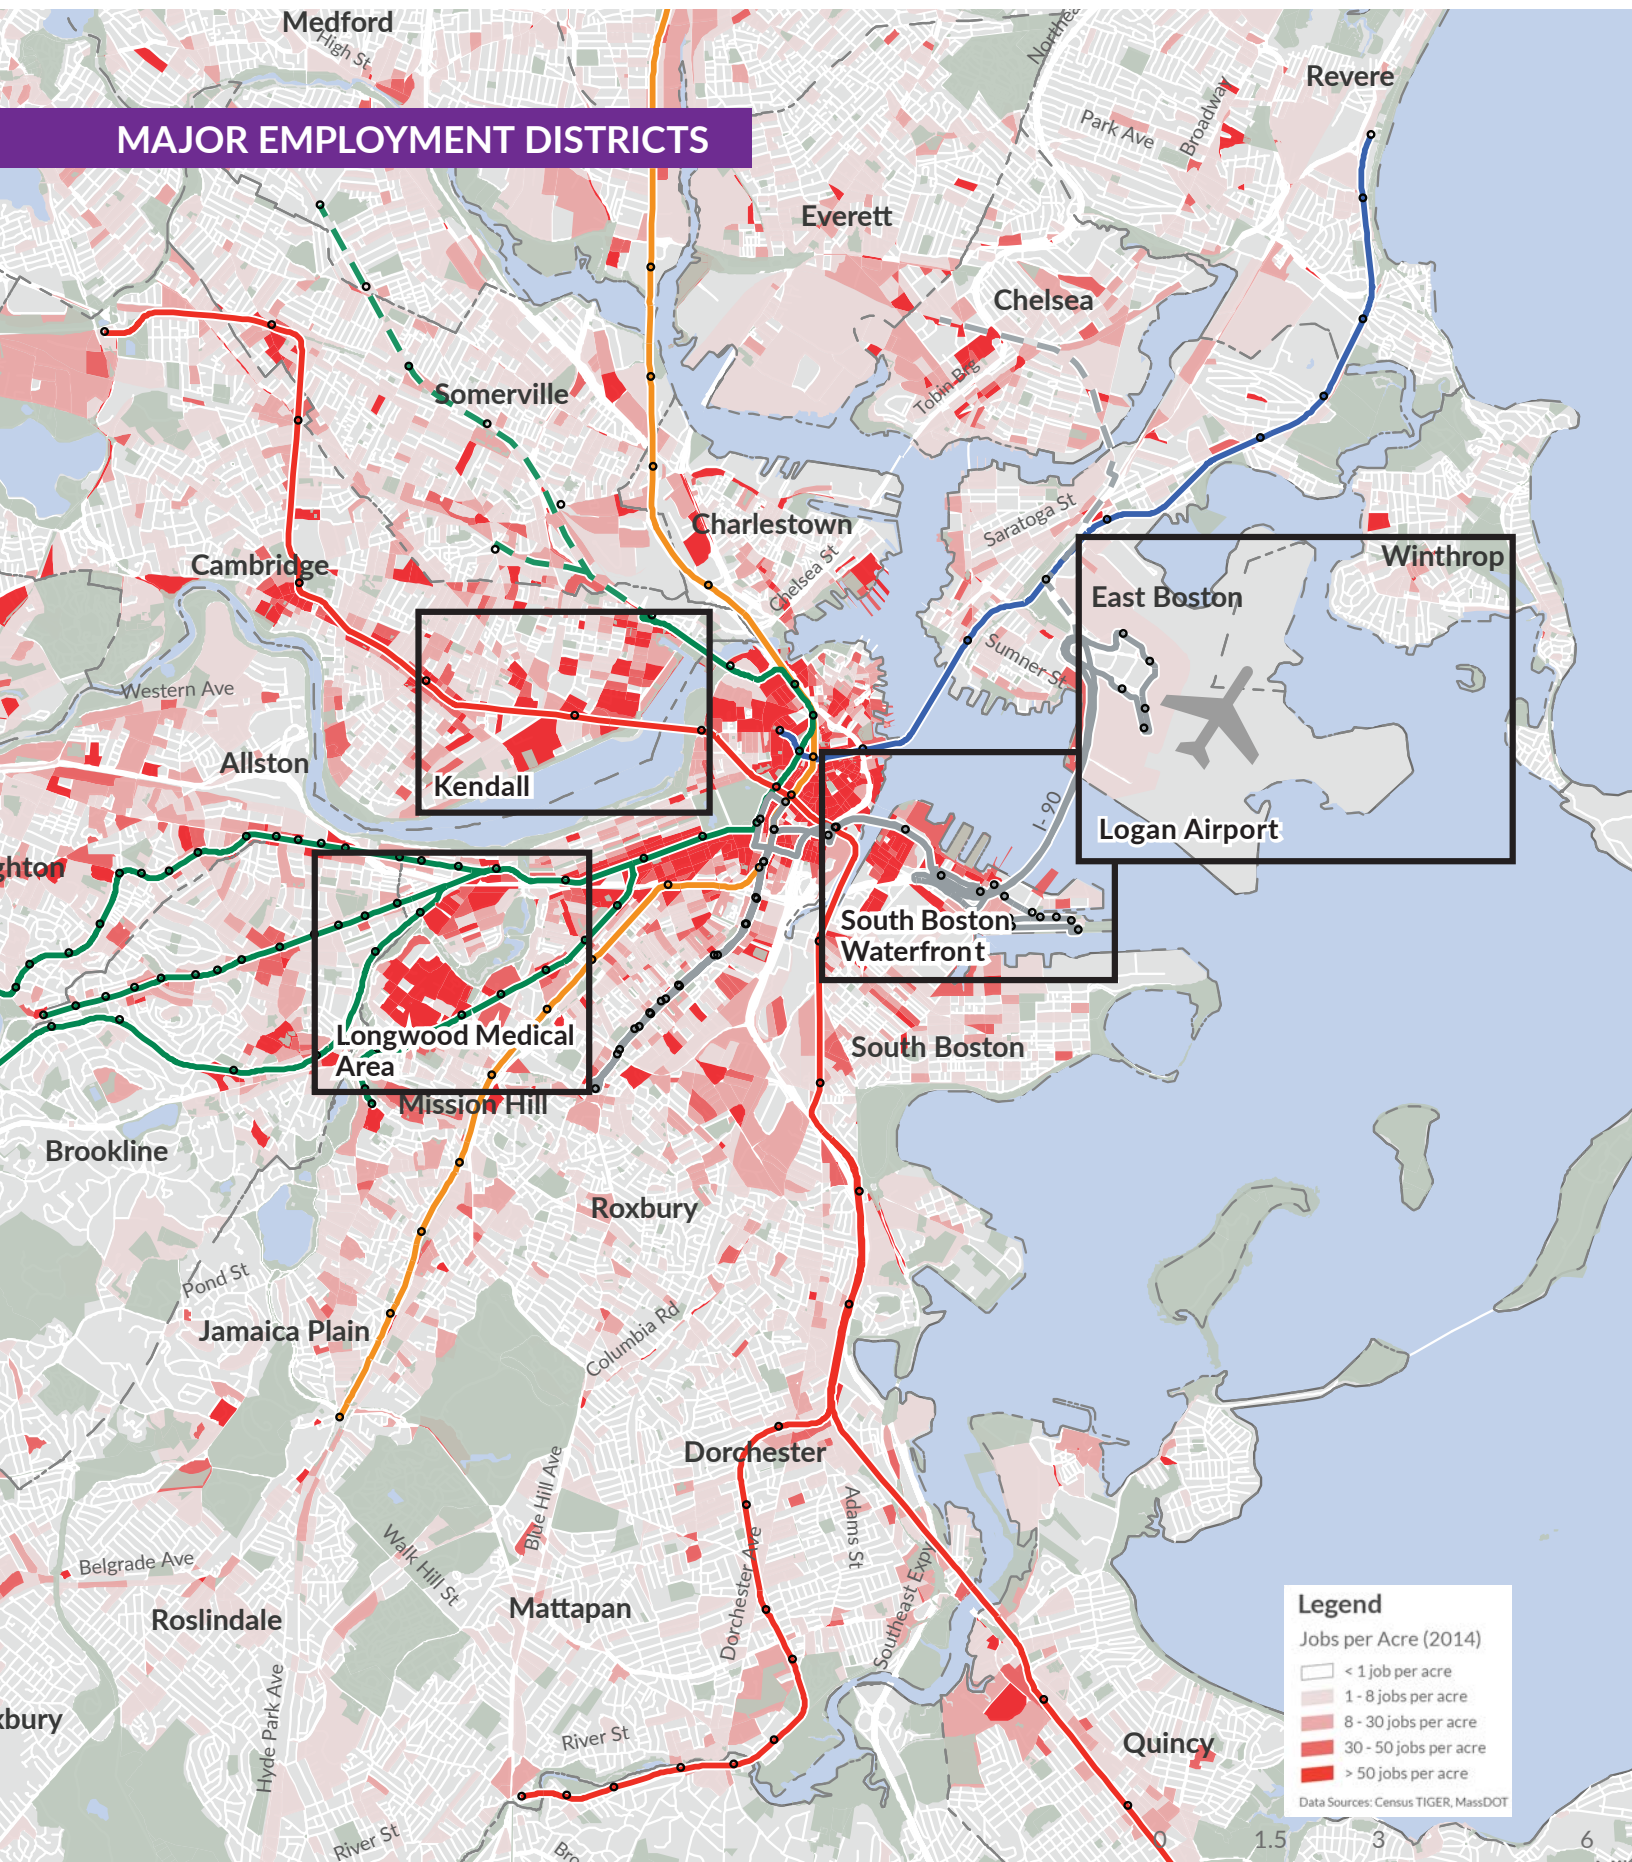 Medford
High St
Northea
Revere
Broadway
Park Ave
MAJOR EMPLOYMENT DISTRICTS
Everett
Chelsea
Tobin Brg
Somerville
Saratoga St
Charlestown
Chelsea St
Cambridge
Winthrop
East Boston
Sumner St
Western Ave
Allston
Kendall
I-90
Logan Airport
ghton
South Boston
Waterfront
Longwood Medical
Area
South Boston
Mission Hill
Brookline
Roxbury
Pond St
Jamaica Plain
Columbia Rd
Dorchester
Blue Hill Ave
Adams St
Walk Hill St
Belgrade Ave
Dorchester Ave
Southeast Expy
Mattapan
Roslindale
Legend
Jobs per Acre (2014)
< 1 job per acre
1 - 8 jobs per acre
8 - 30 jobs per acre
30 - 50 jobs per acre
> 50 jobs per acre
Data Sources: Census TIGER, MassDOT
Hyde Park Ave
xbury
River St
Quincy
River St
Bro
0 1.5 3 6